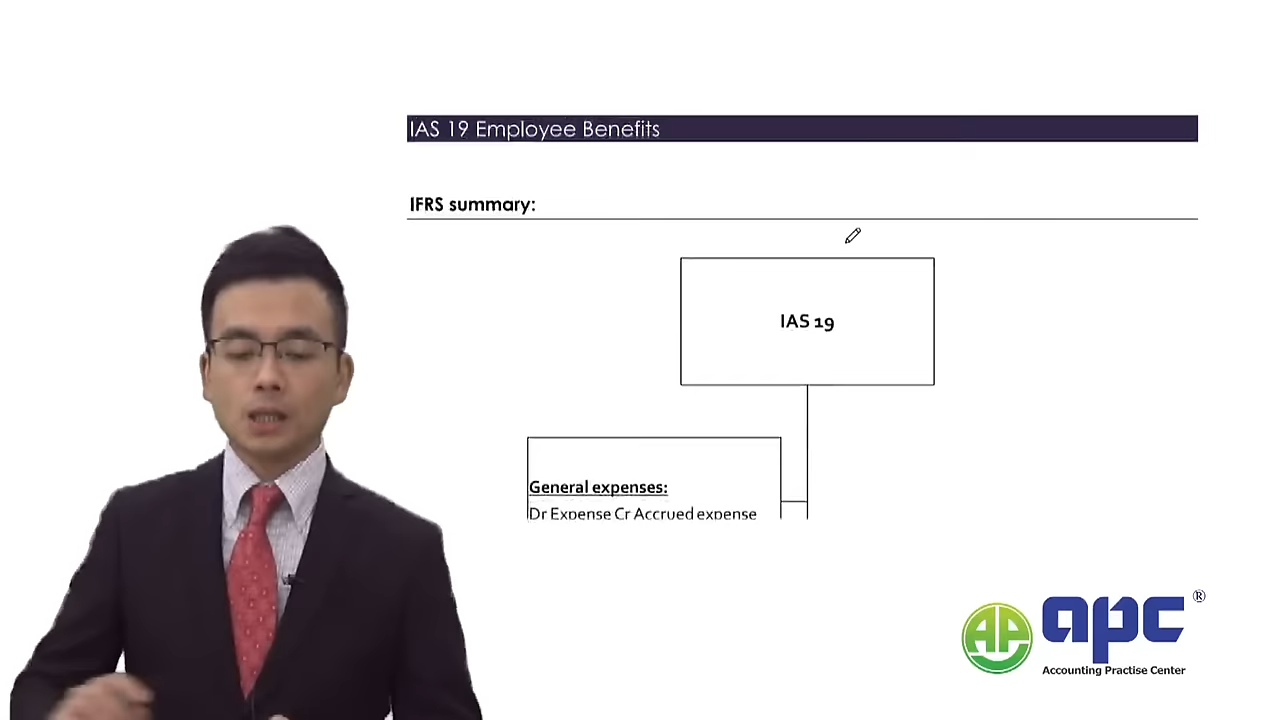 IAS 19 Employee Benefits
IFRS summary:
IAS 19
General expenses:
Dr Expense Cr Accrued expense
AP
apc ®
Accounting Practise Center